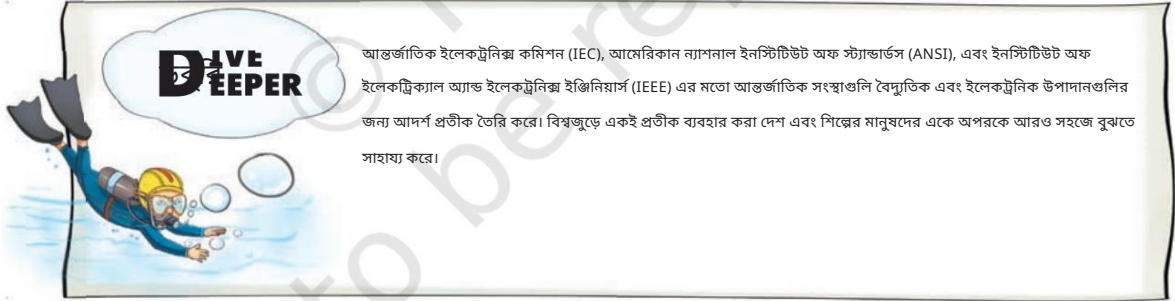 DIVE
DEEPER
আন্তর্জাতিক ইলেকট্রনিক্স কমিশন (IEC), আমেরিকান ন্যাশনাল ইনস্টিটিউট অফ স্ট্যান্ডার্ডস (ANSI), এবং ইনস্টিটিউট অফ
ইলেকট্রিক্যাল অ্যান্ড ইলেকট্রনিক্স ইঞ্জিনিয়ার্স (IEEE) এর মতো আন্তর্জাতিক সংস্থাগুলি বৈদ্যুতিক এবং ইলেকট্রনিক উপাদানগুলির
জন্য আদর্শ প্রতীক তৈরি করে। বিশ্বজুড়ে একই প্রতীক ব্যবহার করা দেশ এবং শিল্পের মানুষদের একে অপরকে আরও সহজে বুঝতে
সাহায্য করে।